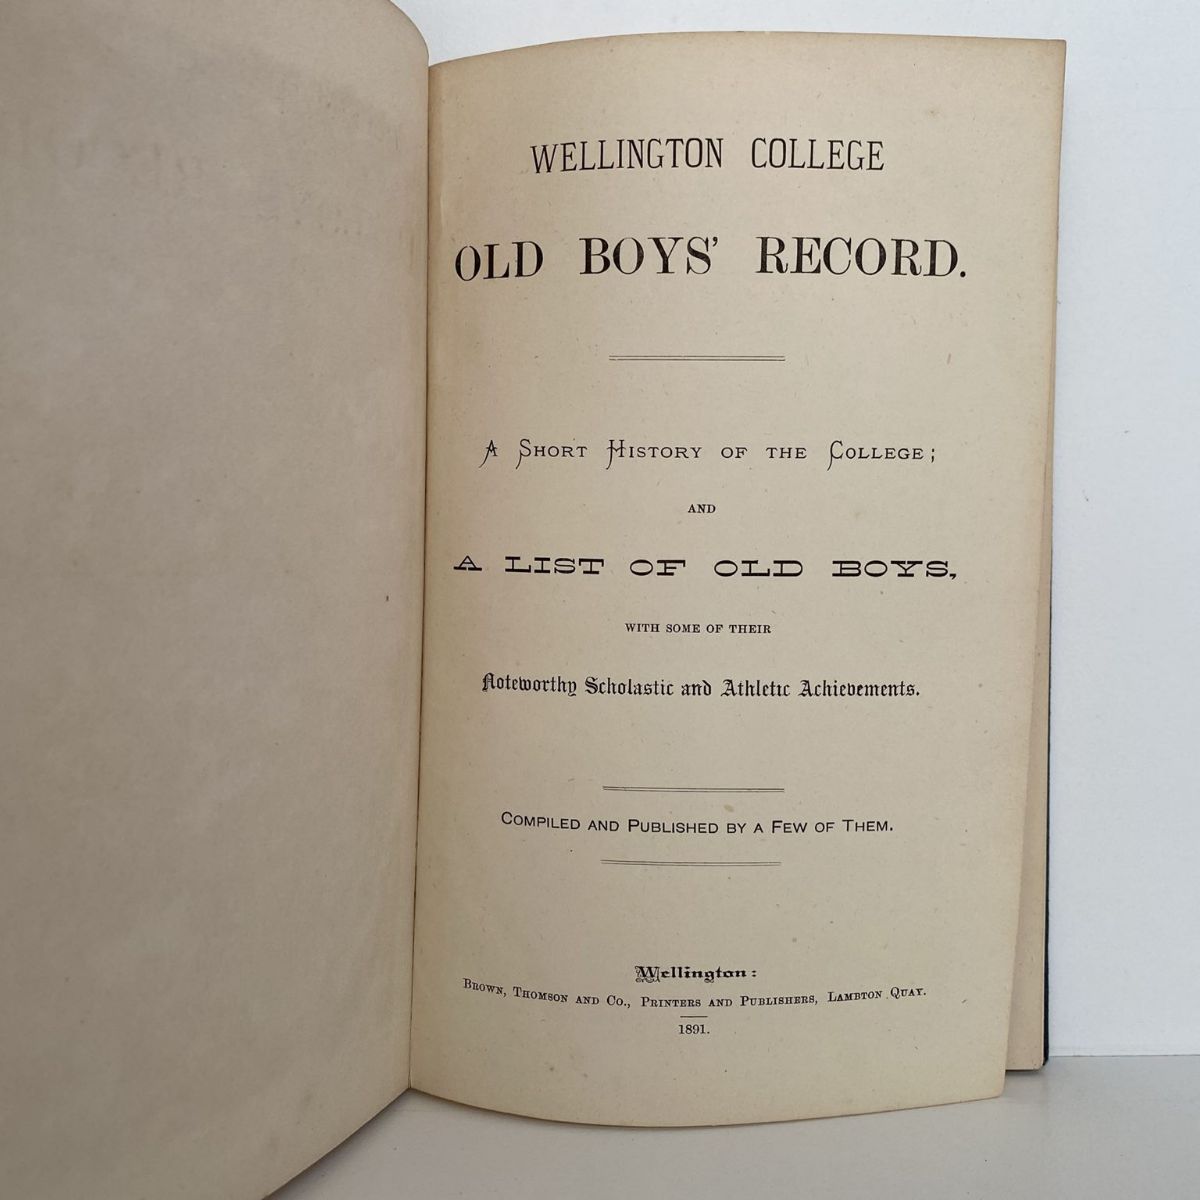 WELLINGTON COLLEGE
OLD BOYS' RECORD.
A SHORT HISTORY OF THE COLLEGE;
AND
A LIST OF OLD BOYS,
WITH SOME OF THEIR
Noteworthy Scholastic and Athletic Achievements.
COMPILED AND PUBLISHED BY A FEW OF THEM.
Wellington:
BROWN, THOMSON AND CO., PRINTERS AND PUBLISHERS, LAMBTON QUAY.
1891.